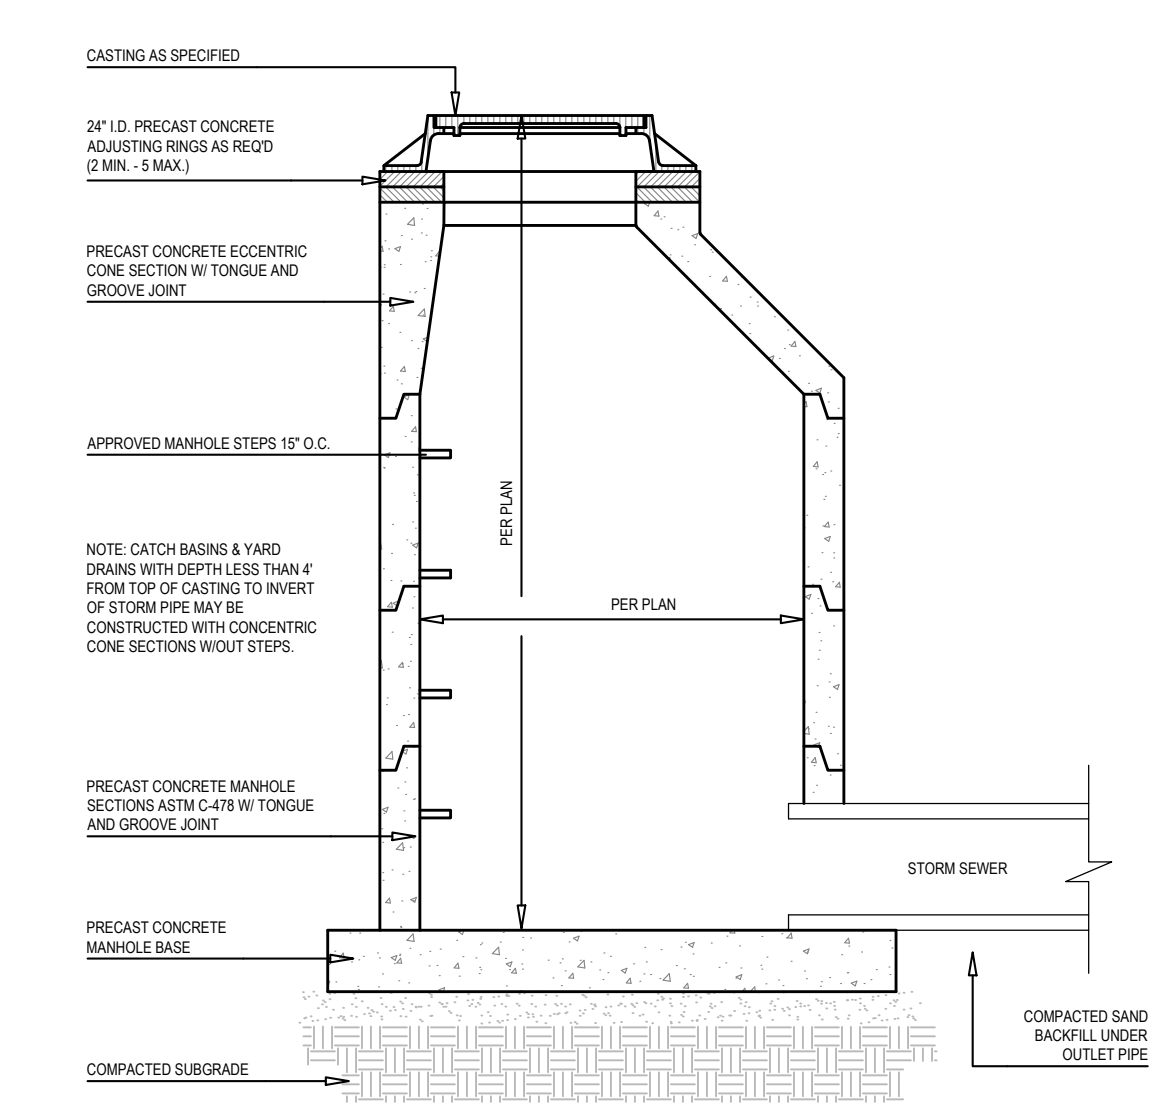 CASTING AS SPECIFIED
24" I.D. PRECAST CONCRETE
ADJUSTING RINGS AS REQ'D
(2 MIN. - 5 MAX.)
PRECAST CONCRETE ECCENTRIC
CONE SECTION W/ TONGUE AND
GROOVE JOINT
APPROVED MANHOLE STEPS 15" O.C.
NOTE: CATCH BASINS & YARD
DRAINS WITH DEPTH LESS THAN 4'
FROM TOP OF CASTING TO INVERT
OF STORM PIPE MAY BE
CONSTRUCTED WITH CONCENTRIC
CONE SECTIONS W/OUT STEPS.
PER PLAN
PER PLAN
PRECAST CONCRETE MANHOLE
SECTIONS ASTM C-478 W/ TONGUE
AND GROOVE JOINT
STORM SEWER
PRECAST CONCRETE
MANHOLE BASE
COMPACTED SAND
BACKFILL UNDER
OUTLET PIPE
COMPACTED SUBGRADE